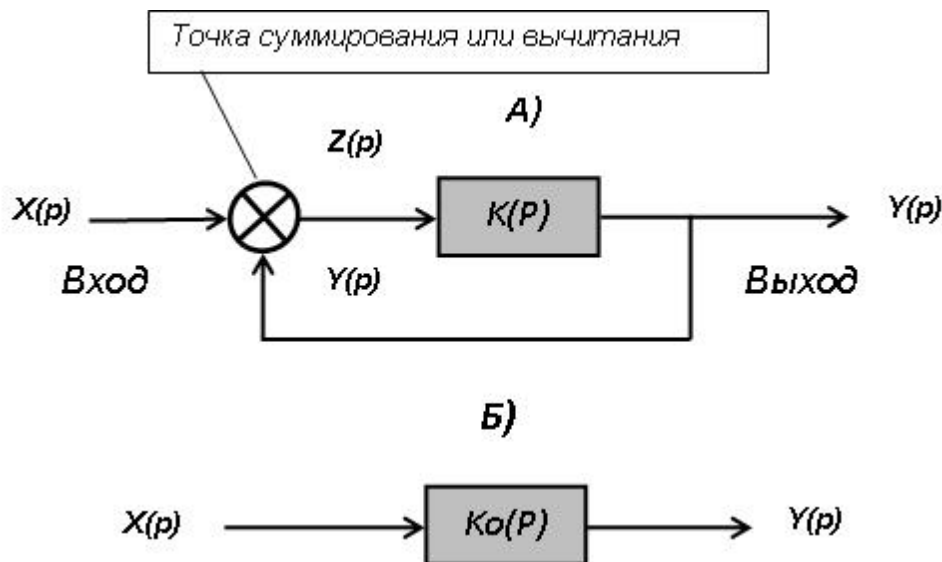 Точка суммирования или вычитания
А)
Z(p)
X(p)
K(P)
Y(p)
Вход
Y(p)
Выход
Б)
X(p)
Ko(P)
Y(p)